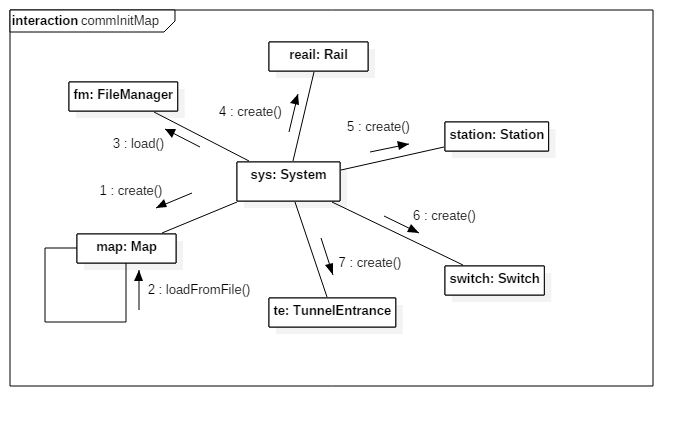 interaction commInitMap
reail: Rail
fm: FileManager
4 : create()
5 : create()
station: Station
3 : load()
sys: System
1 : create()
6 : create()
map: Map
7 : create()
switch: Switch
2 : loadFromFile()
te: TunnelEntrance